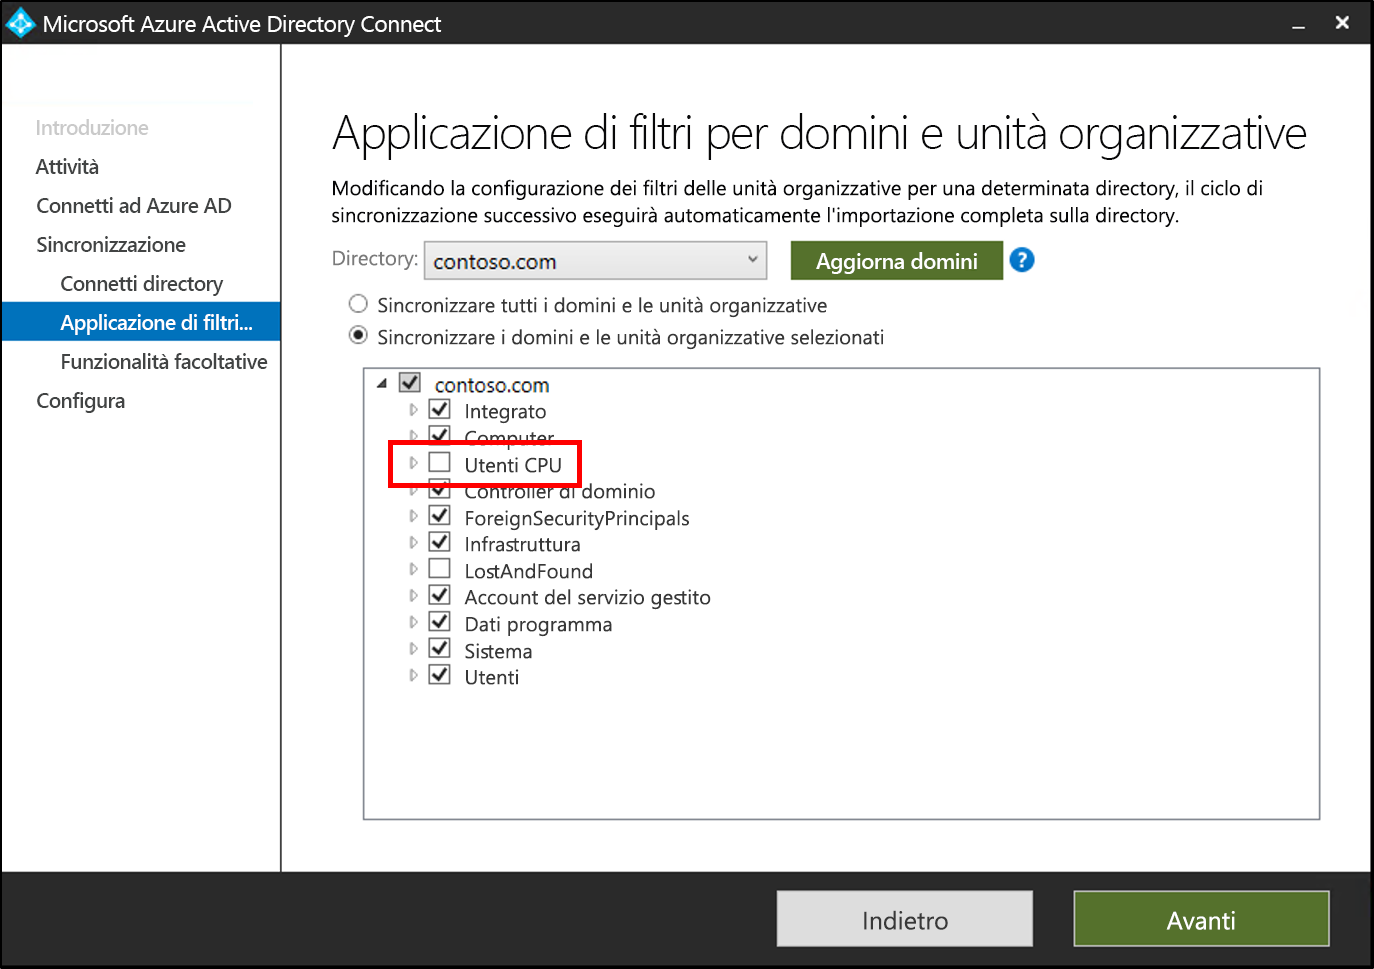 Microsoft Azure Active Directory Connect
Introduzione
Attività
Connetti ad Azure AD
Sincronizzazione
Connetti directory
Applicazione di filtri...
Funzionalità facoltative
Configura
Applicazione di filtri per domini e unità organizzative
Modificando la configurazione dei filtri delle unità organizzative per una determinata directory, il ciclo di
sincronizzazione successivo eseguirà automaticamente l'importazione completa sulla directory.
Directory: contoso.com Aggiorna domini ?
Sincronizzare tutti i domini e le unità organizzative
Sincronizzare i domini e le unità organizzative selezionati
contoso.com
Integrato
Computer
Utenti CPU
Controller di dominio
ForeignSecurityPrincipals
Infrastruttura
LostAndFound
Account del servizio gestito
Dati programma
Sistema
Utenti
Indietro Avanti